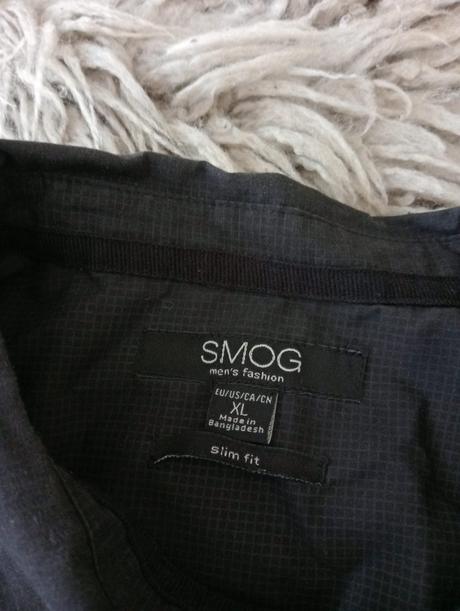 SMOG
men's fashion
EU/US/CA/CN
XL
Made in
Bangladesh
slim fit